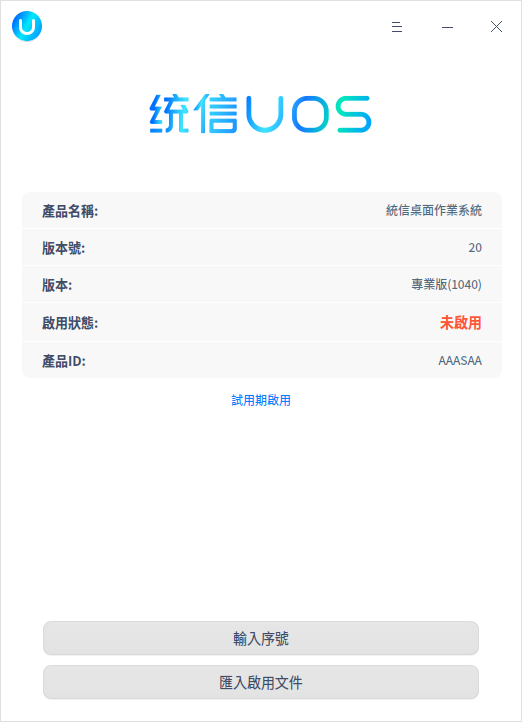 统信UOS
產品名稱: 統信桌面作業系統
版本號: 20
版本: 專業版(1040)
啟用狀態: 未啟用
產品ID: AAASAA
試用期啟用
輸入序號
匯入啟用文件